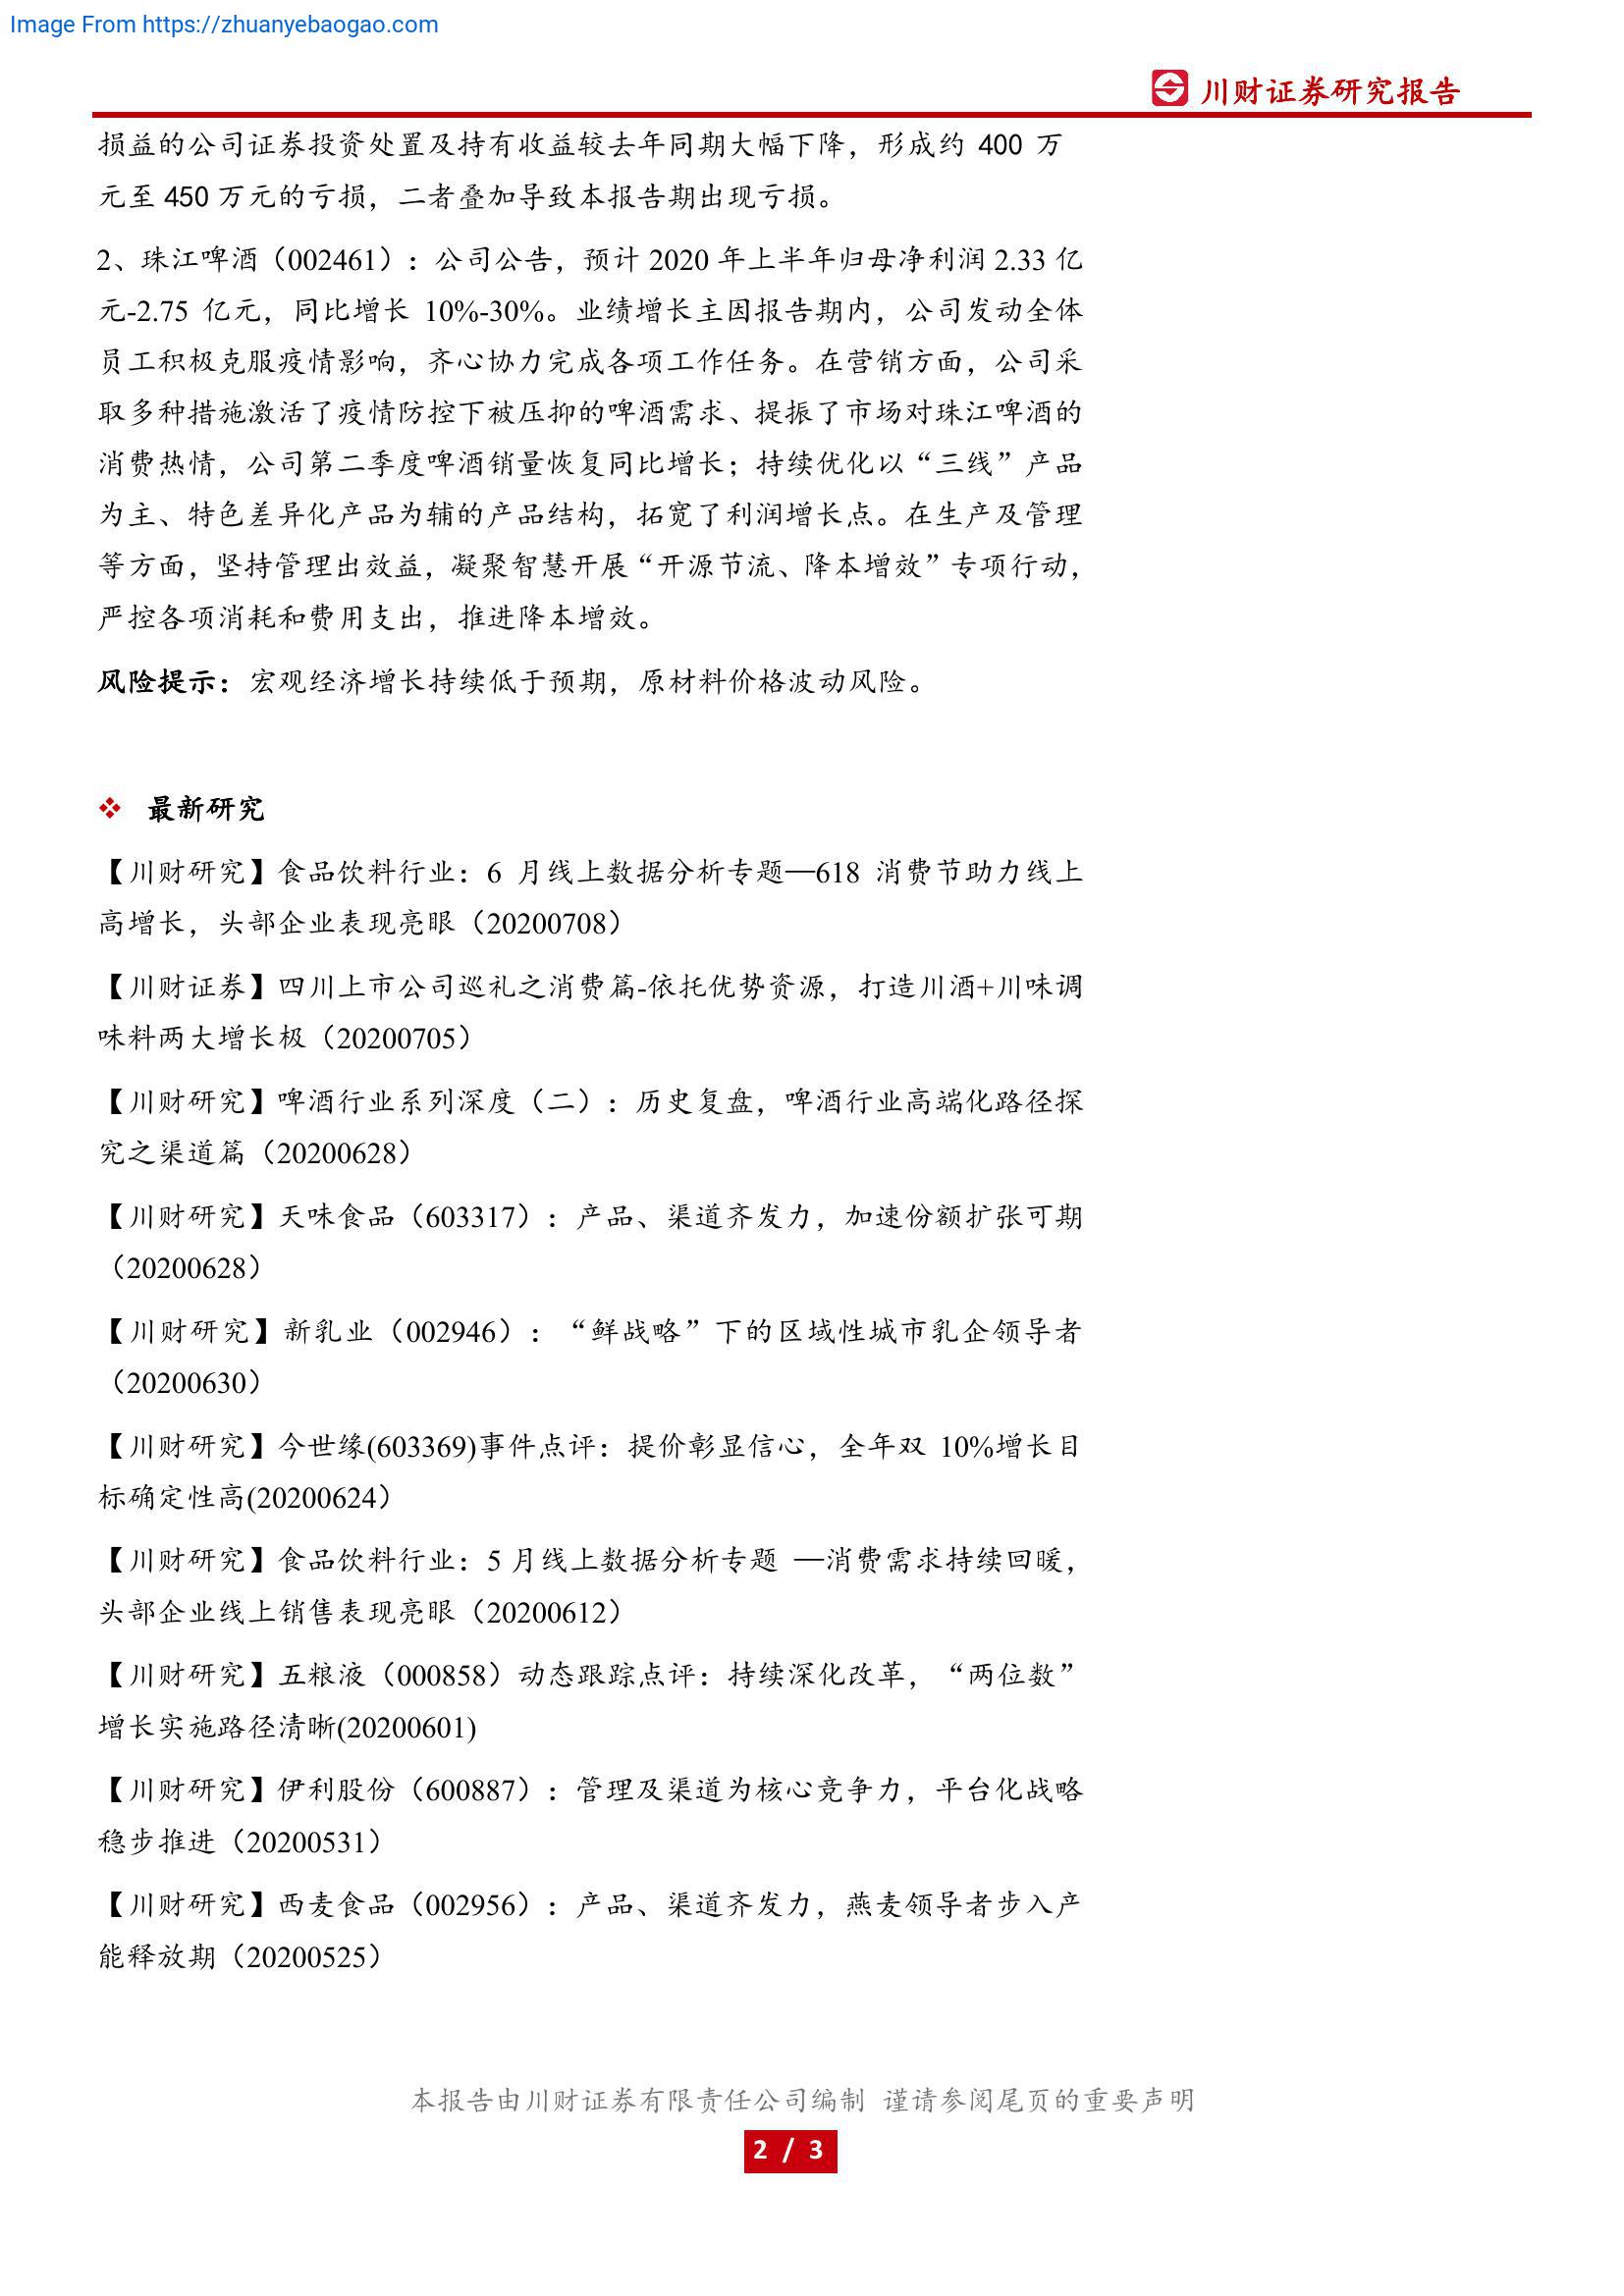 Image From https://zhuanyebaogao.com
川财证券研究报告
损益的公司证券投资处置及持有收益较去年同期大幅下降，形成约 400 万
元至 450 万元的亏损，二者叠加导致本报告期出现亏损。
2、珠江啤酒（002461）：公司公告，预计 2020 年上半年归母净利润 2.33 亿
元-2.75 亿元，同比增长 10%-30%。业绩增长主因报告期内，公司发动全体
员工积极克服疫情影响，齐心协力完成各项工作任务。在营销方面，公司采
取多种措施激活了疫情防控下被压抑的啤酒需求、提振了市场对珠江啤酒的
消费热情，公司第二季度啤酒销量恢复同比增长；持续优化以“三线”产品
为主、特色差异化产品为辅的产品结构，拓宽了利润增长点。在生产及管理
等方面，坚持管理出效益，凝聚智慧开展“开源节流、降本增效”专项行动，
严控各项消耗和费用支出，推进降本增效。
风险提示：宏观经济增长持续低于预期，原材料价格波动风险。
❖ 最新研究
【川财研究】食品饮料行业：6 月线上数据分析专题—618 消费节助力线上
高增长，头部企业表现亮眼（20200708）
【川财证券】四川上市公司巡礼之消费篇-依托优势资源，打造川酒+川味调
味料两大增长极（20200705）
【川财研究】啤酒行业系列深度（二）：历史复盘，啤酒行业高端化路径探
究之渠道篇（20200628）
【川财研究】天味食品（603317）：产品、渠道齐发力，加速份额扩张可期
（20200628）
【川财研究】新乳业（002946）：“鲜战略”下的区域性城市乳企领导者
（20200630）
【川财研究】今世缘(603369)事件点评：提价彰显信心，全年双 10%增长目
标确定性高(20200624）
【川财研究】食品饮料行业：5 月线上数据分析专题 —消费需求持续回暖，
头部企业线上销售表现亮眼（20200612）
【川财研究】五粮液（000858）动态跟踪点评：持续深化改革，“两位数”
增长实施路径清晰(20200601)
【川财研究】伊利股份（600887）：管理及渠道为核心竞争力，平台化战略
稳步推进（20200531）
【川财研究】西麦食品（002956）：产品、渠道齐发力，燕麦领导者步入产
能释放期（20200525）
本报告由川财证券有限责任公司编制 谨请参阅尾页的重要声明
2 / 3